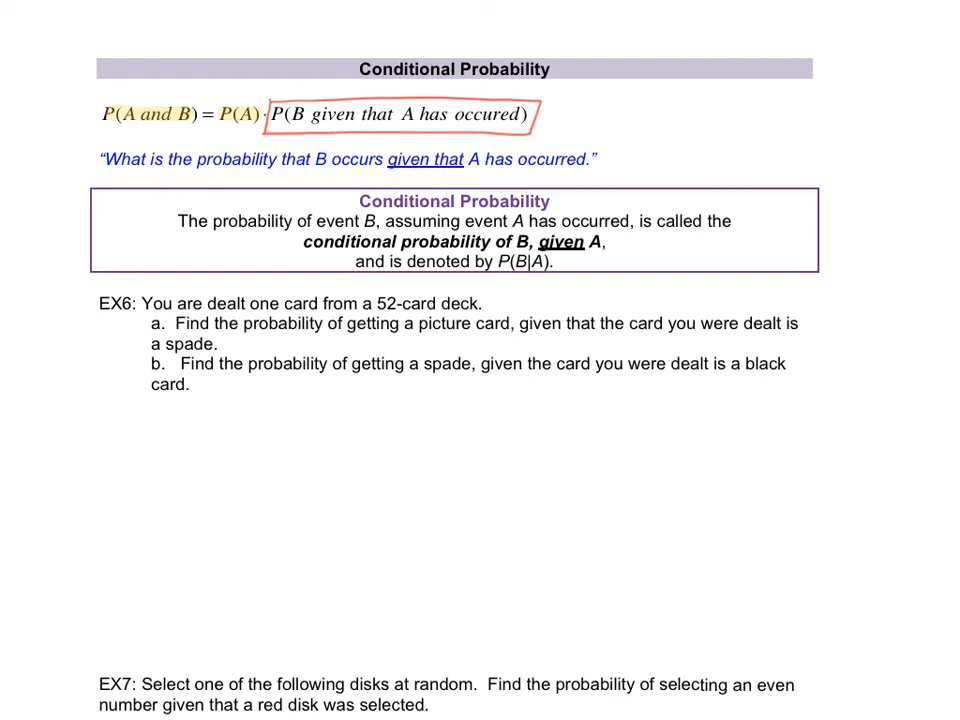 Conditional Probability
P(A and B) = P(A) · P(B given that A has occured)
“What is the probability that B occurs given that A has occurred.”
Conditional Probability
The probability of event B, assuming event A has occurred, is called the
conditional probability of B, given A,
and is denoted by P(B|A).
EX6: You are dealt one card from a 52-card deck.
a. Find the probability of getting a picture card, given that the card you were dealt is
a spade.
b. Find the probability of getting a spade, given the card you were dealt is a black
card.
EX7: Select one of the following disks at random. Find the probability of selecting an even
number given that a red disk was selected.